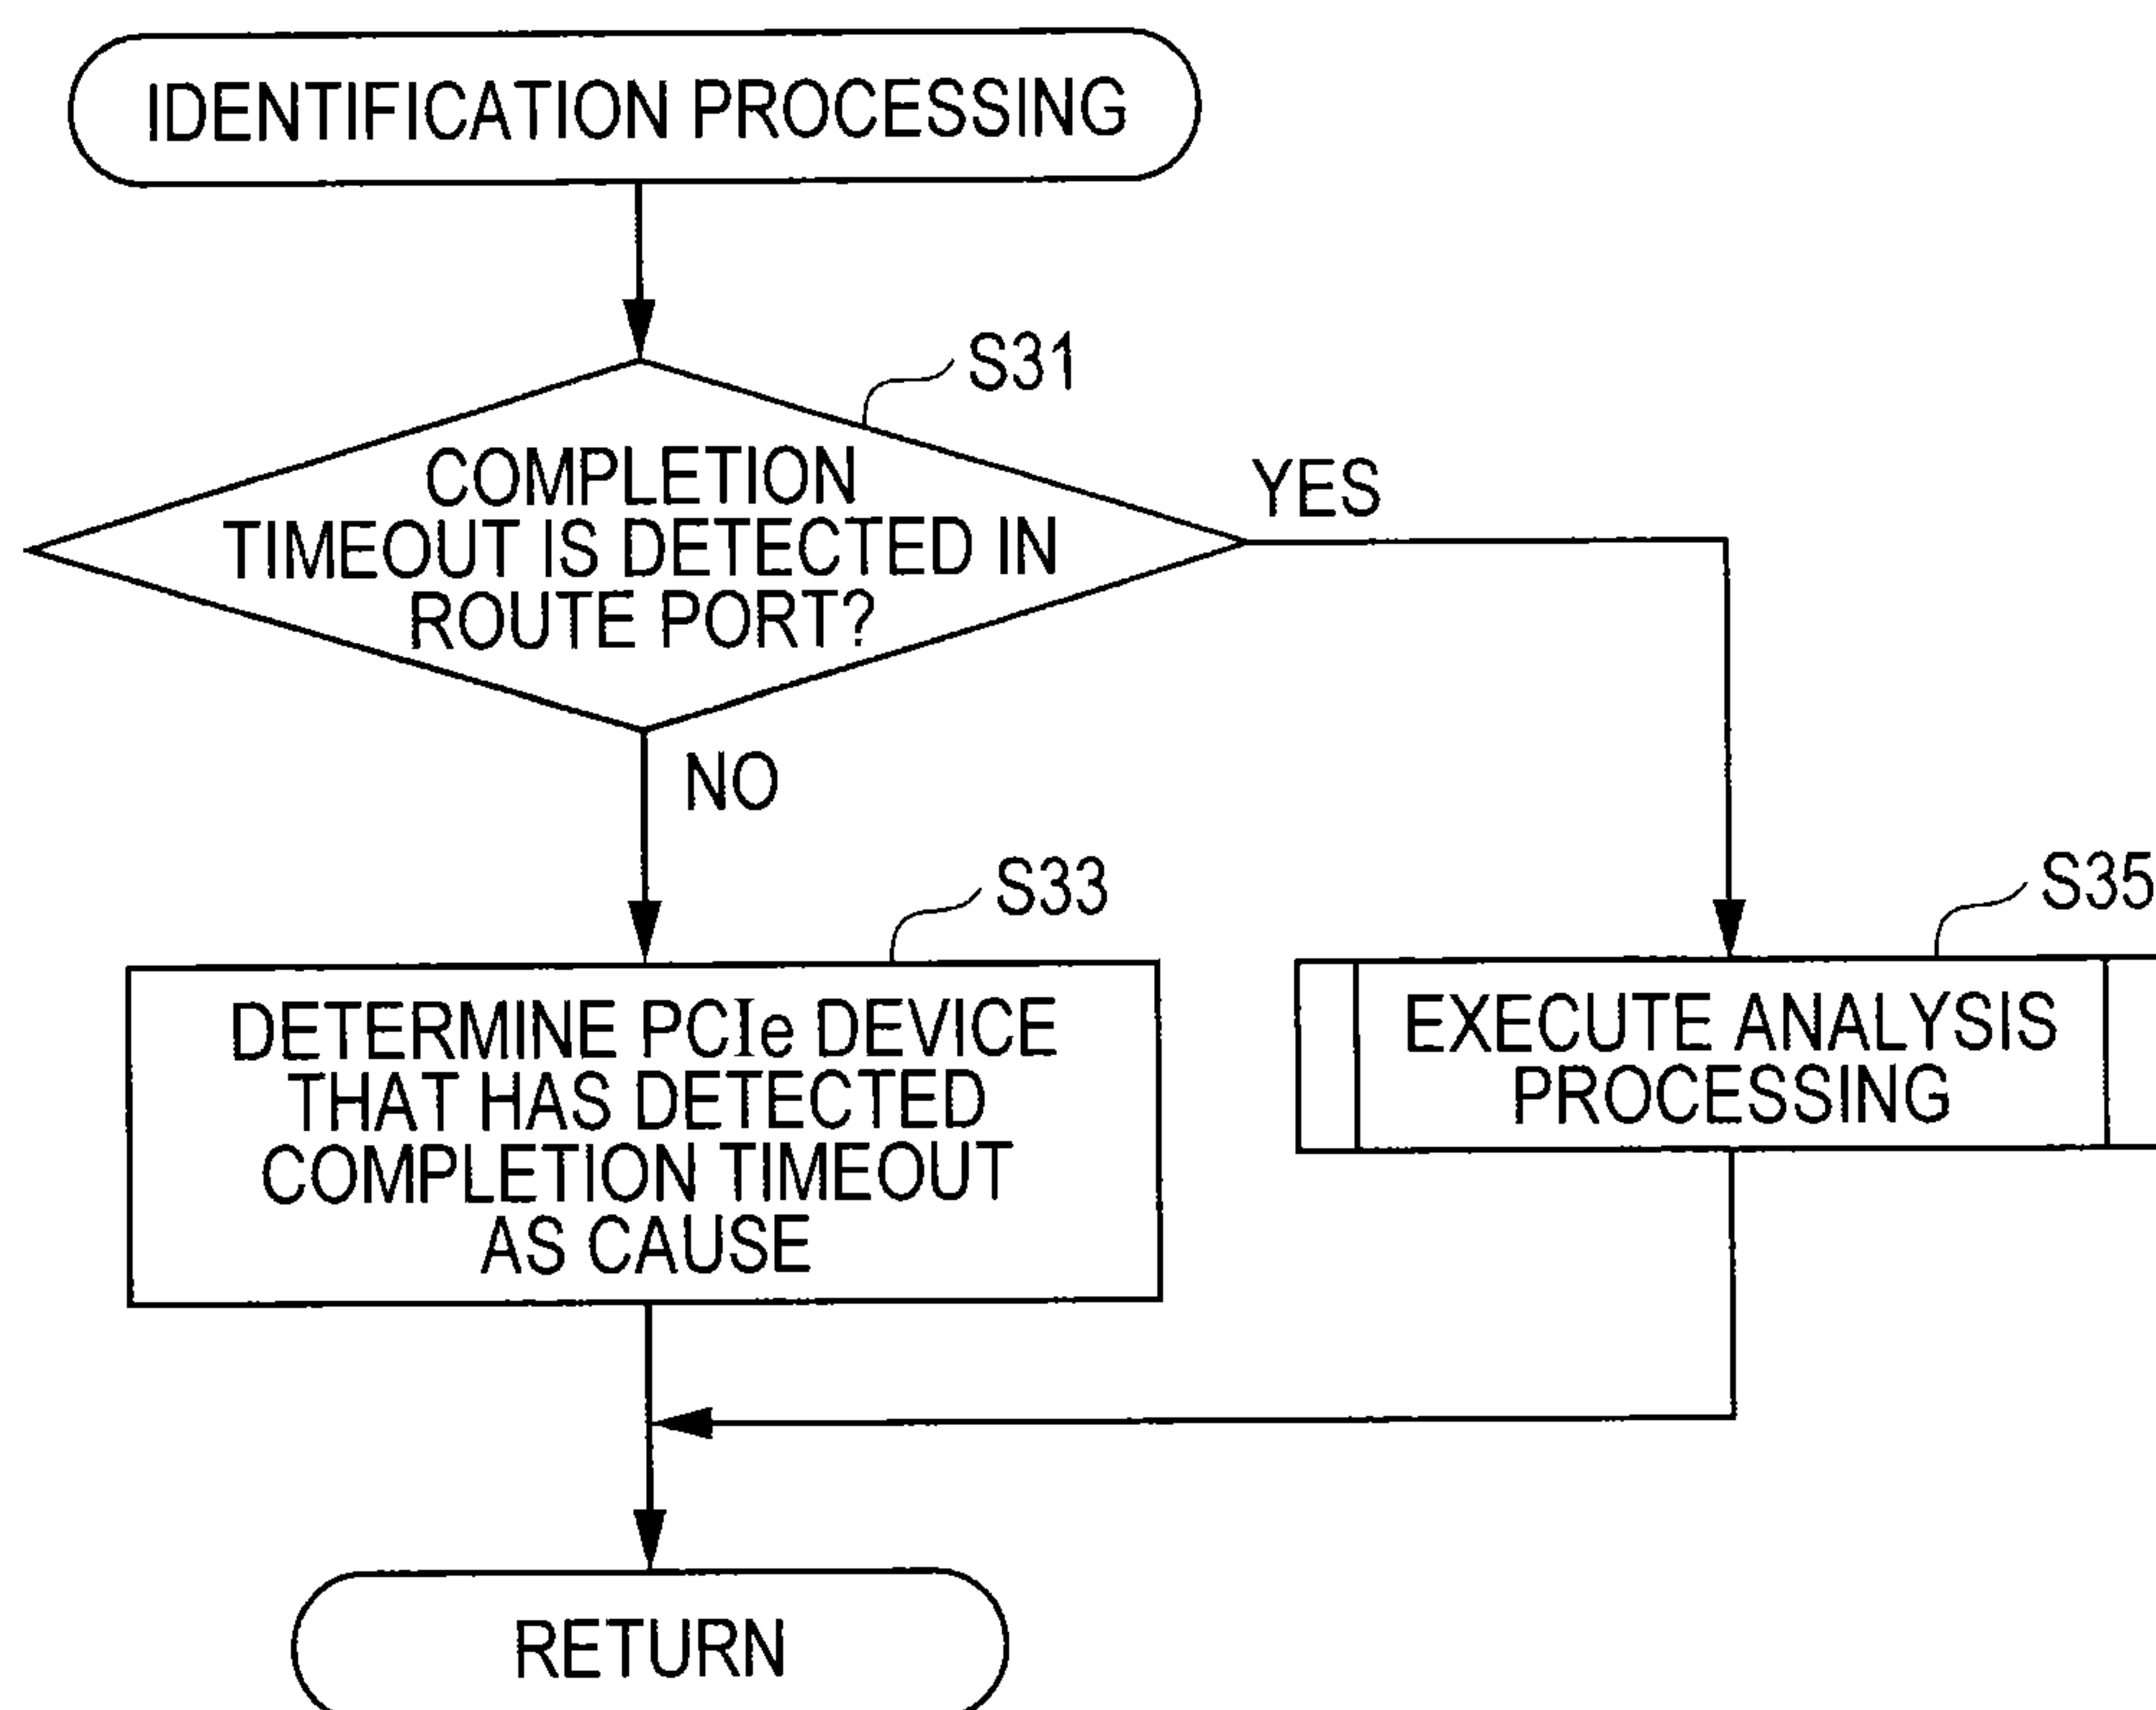 IDENTIFICATION PROCESSING
S31
COMPLETION
TIMEOUT IS DETECTED IN
ROUTE PORT?
YES
NO
S33
DETERMINE PCIe DEVICE
THAT HAS DETECTED
COMPLETION TIMEOUT
AS CAUSE
S35
EXECUTE ANALYSIS
PROCESSING
RETURN